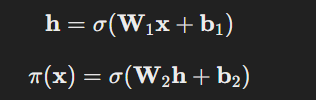 h = σ(W₁x + b₁)
π(x) = σ(W₂h + b₂)